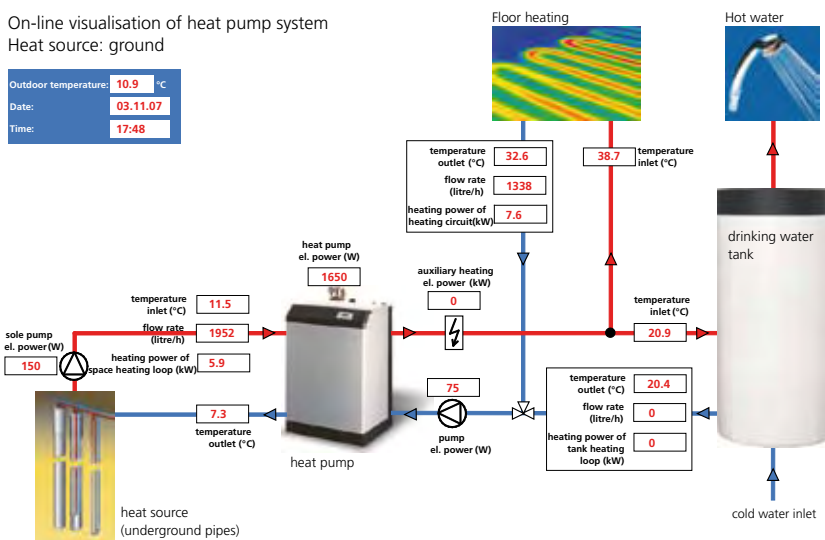 On-line visualisation of heat pump system
Heat source: ground
Outdoor temperature: 10.9 °C
Date: 03.11.07
Time: 17:48
Floor heating
Hot water
temperature
outlet (°C)
32.6
flow rate
(litre/h)
1338
heating power of
heating circuit(kW)
7.6
38.7
temperature
inlet (°C)
drinking water
tank
heat pump
el. power (W)
1650
auxiliary heating
el. power (kW)
0
temperature
inlet (°C)
11.5
flow rate
(litre/h)
1952
heating power of
space heating loop (kW)
5.9
sole pump
el. power(W)
150
temperature
inlet (°C)
20.9
7.3
temperature
outlet (°C)
75
pump
el. power (W)
heat pump
temperature
outlet (°C)
20.4
flow rate
(litre/h)
0
heating power of
tank heating
loop (kW)
0
heat source
(underground pipes)
cold water inlet